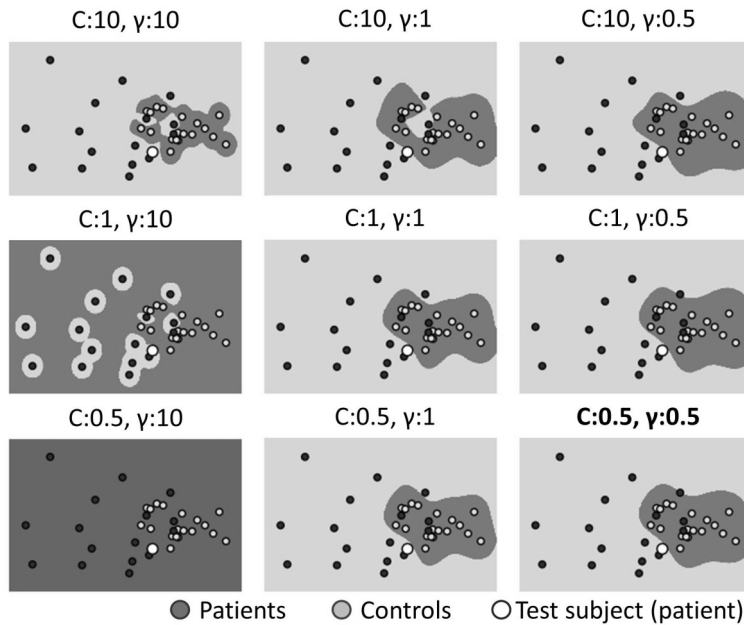 C:10, γ:10 C:10, γ:1 C:10, γ:0.5
C:1, γ:10 C:1, γ:1 C:1, γ:0.5
C:0.5, γ:10 C:0.5, γ:1 C:0.5, γ:0.5
Patients Controls Test subject (patient)